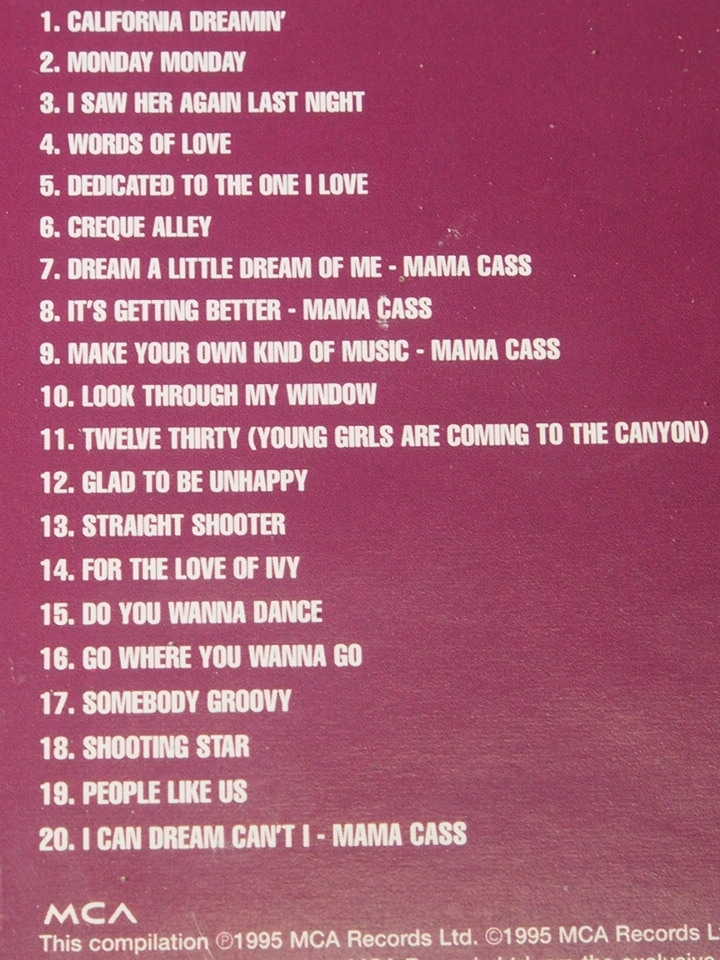 1. CALIFORNIA DREAMIN'
2. MONDAY MONDAY
3. I SAW HER AGAIN LAST NIGHT
4. WORDS OF LOVE
5. DEDICATED TO THE ONE I LOVE
6. CREQUE ALLEY
7. DREAM A LITTLE DREAM OF ME - MAMA CASS
8. IT'S GETTING BETTER - MAMA CASS
9. MAKE YOUR OWN KIND OF MUSIC - MAMA CASS
10. LOOK THROUGH MY WINDOW
11. TWELVE THIRTY (YOUNG GIRLS ARE COMING TO THE CANYON)
12. GLAD TO BE UNHAPPY
13. STRAIGHT SHOOTER
14. FOR THE LOVE OF IVY
15. DO YOU WANNA DANCE
16. GO WHERE YOU WANNA GO
17. SOMEBODY GROOVY
18. SHOOTING STAR
19. PEOPLE LIKE US
20. I CAN DREAM CAN'T I - MAMA CASS
MCA
This compilation ℗1995 MCA Records Ltd. ©1995 MCA Records